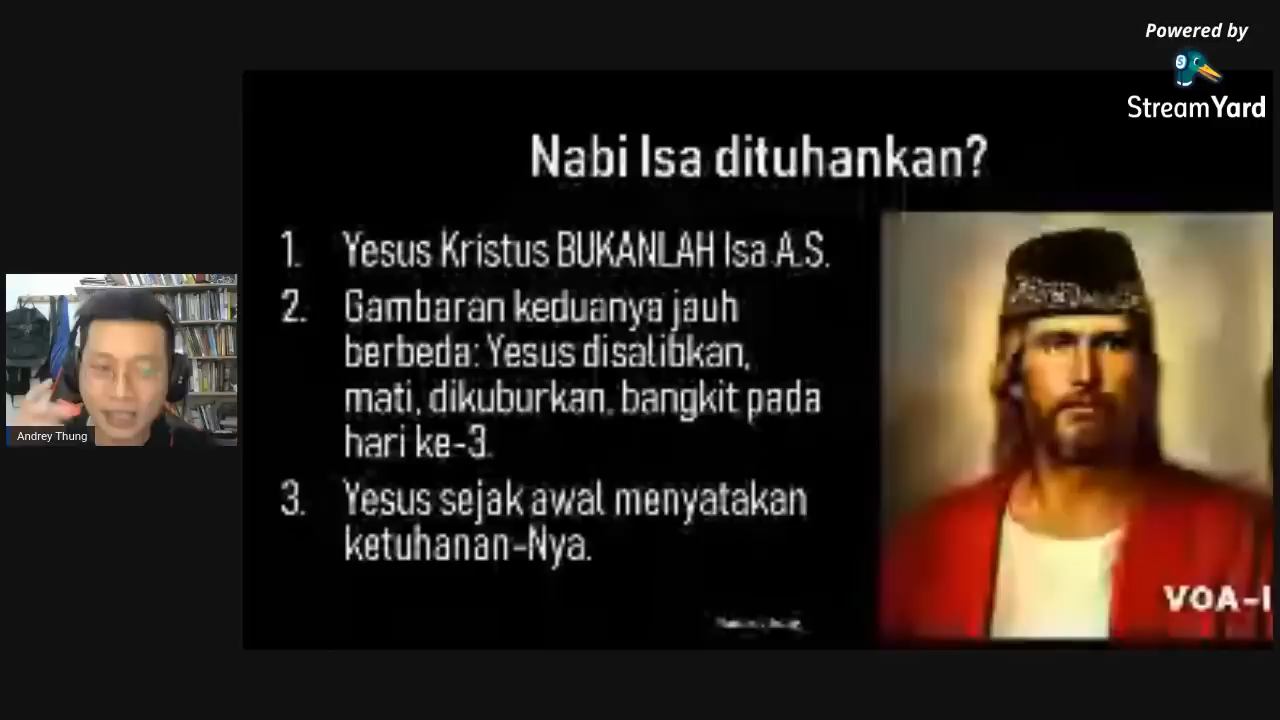 Powered by
StreamYard
Nabi Isa dituhankan?
1. Yesus Kristus BUKANLAH Isa A.S.
2. Gambaran keduanya jauh
berbeda: Yesus disalibkan,
mati, dikuburkan, bangkit pada
hari ke-3.
3. Yesus sejak awal menyatakan
ketuhanan-Nya.
VOA-I
Andrey Thung